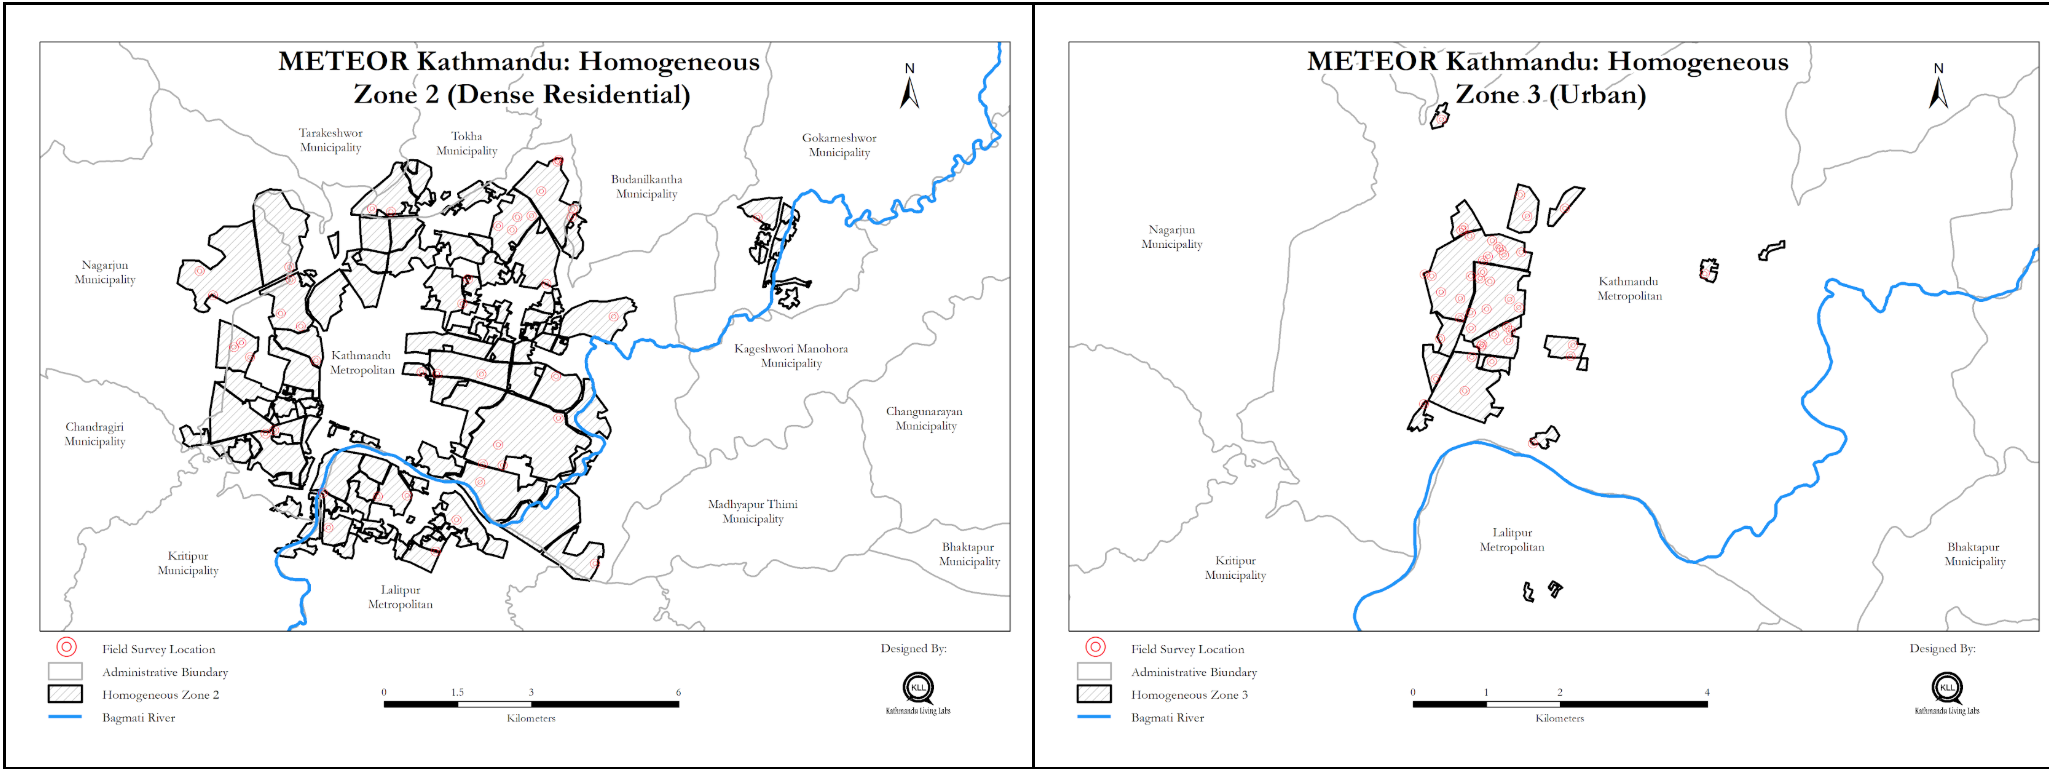 METEOR Kathmandu: Homogeneous
Zone 2 (Dense Residential)
N
Tarakeshwor
Municipality
Tokha
Municipality
Gokarneshwor
Municipality
Budanilkantha
Municipality
Nagarjun
Municipality
Kathmandu
Metropolitan
Kageshwori Manohora
Municipality
Chandragiri
Municipality
Changunarayan
Municipality
Madhyapur Thimi
Municipality
Kritipur
Municipality
Bhaktapur
Municipality
Lalitpur
Metropolitan
Field Survey Location
Administrative Biundary
Homogeneous Zone 2
Bagmati River
0 1.5 3 6
Kilometers
Designed By:
KLL
Kathmandu Living Labs
METEOR Kathmandu: Homogeneous
Zone 3 (Urban)
N
Nagarjun
Municipality
Kathmandu
Metropolitan
Lalitpur
Metropolitan
Kritipur
Municipality
Bhaktapur
Municipality
Field Survey Location
Administrative Biundary
Homogeneous Zone 3
Bagmati River
0 1 2 4
Kilometers
Designed By:
KLL
Kathmandu Living Labs